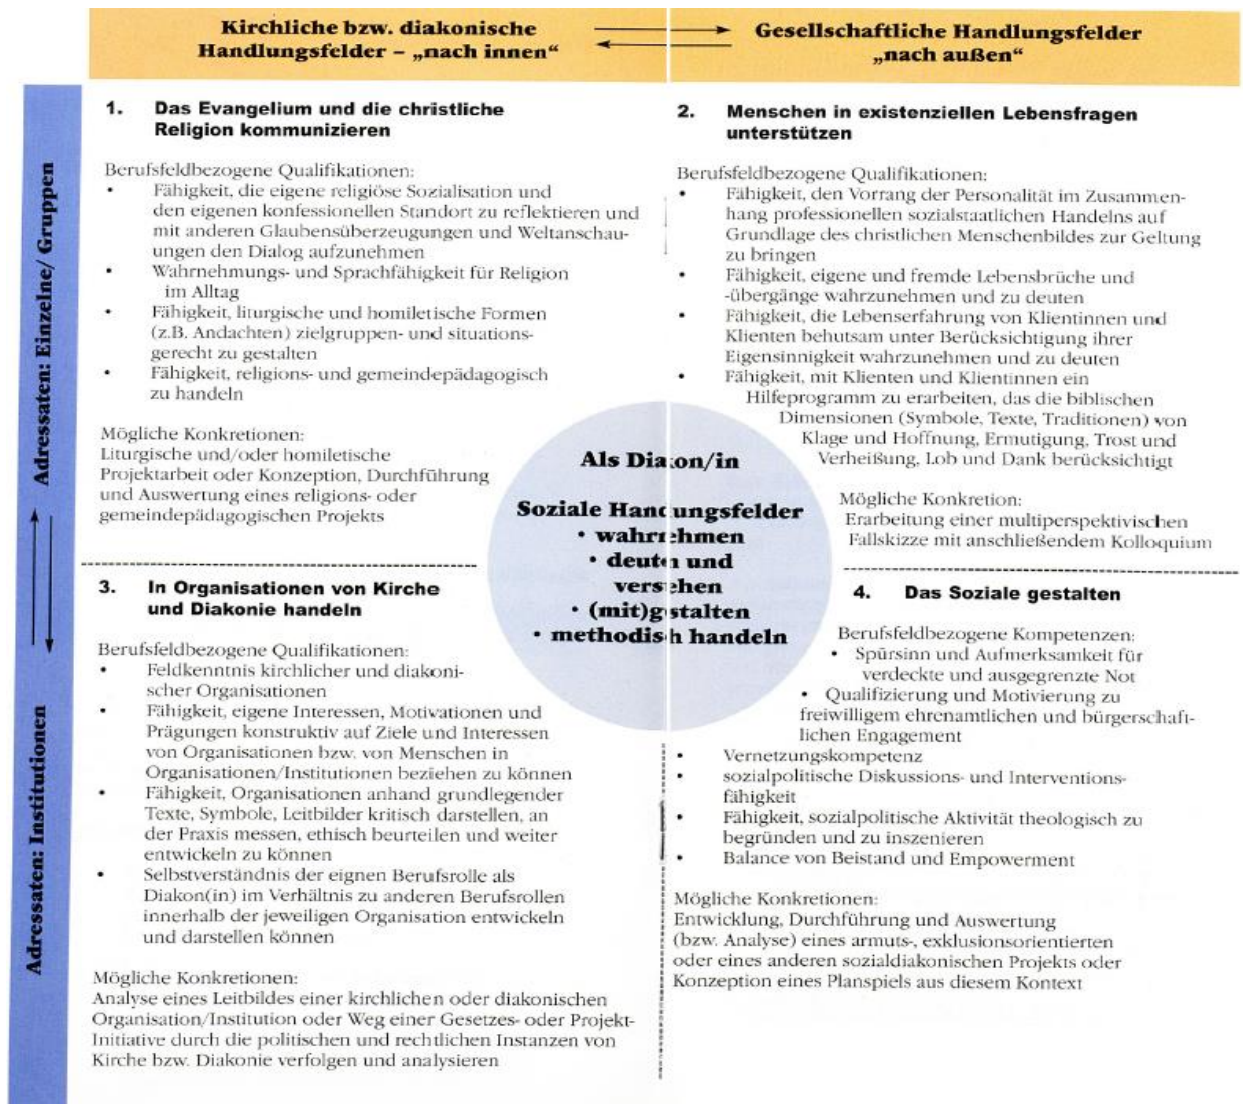 Kirchliche bzw. diakonische
Handlungsfelder – „nach innen“
Gesellschaftliche Handlungsfelder
„nach außen“
Adressaten: Einzelne/ Gruppen
1. Das Evangelium und die christliche
Religion kommunizieren
Berufsfeldbezogene Qualifikationen:
• Fähigkeit, die eigene religiöse Sozialisation und
den eigenen konfessionellen Standort zu reflektieren und
mit anderen Glaubensüberzeugungen und Weltanschau-
ungen den Dialog aufzunehmen
• Wahrnehmungs- und Sprachfähigkeit für Religion
im Alltag
• Fähigkeit, liturgische und homiletische Formen
(z.B. Andachten) zielgruppen- und situations-
gerecht zu gestalten
• Fähigkeit, religions- und gemeindepädagogisch
zu handeln
Mögliche Konkretionen:
Liturgische und/oder homiletische
Projektarbeit oder Konzeption, Durchführung
und Auswertung eines religions- oder
gemeindepädagogischen Projekts
2. Menschen in existenziellen Lebensfragen
unterstützen
Berufsfeldbezogene Qualifikationen:
• Fähigkeit, den Vorrang der Personalität im Zusammen-
hang professionellen sozialstaatlichen Handelns auf
Grundlage des christlichen Menschenbildes zur Geltung
zu bringen
• Fähigkeit, eigene und fremde Lebensbrüche und
-übergänge wahrzunehmen und zu deuten
• Fähigkeit, die Lebenserfahrung von Klientinnen und
Klienten behutsam unter Berücksichtigung ihrer
Eigensinnigkeit wahrzunehmen und zu deuten
• Fähigkeit, mit Klienten und Klientinnen ein
Hilfeprogramm zu erarbeiten, das die biblischen
Dimensionen (Symbole, Texte, Traditionen) von
Klage und Hoffnung, Ermutigung, Trost und
Verheißung, Lob und Dank berücksichtigt
Mögliche Konkretion:
Erarbeitung einer multiperspektivischen
Fallskizze mit anschließendem Kolloquium
Als Diakon/in
Soziale Handlungsfelder
• wahrnehmen
• deuten und
versehen
• (mit)gestalten
• methodisch handeln
Adressaten: Institutionen
3. In Organisationen von Kirche
und Diakonie handeln
Berufsfeldbezogene Qualifikationen:
• Feldkenntnis kirchlicher und diakoni-
scher Organisationen
• Fähigkeit, eigene Interessen, Motivationen und
Prägungen konstruktiv auf Ziele und Interessen
von Organisationen bzw. von Menschen in
Organisationen/Institutionen beziehen zu können
• Fähigkeit, Organisationen anhand grundlegender
Texte, Symbole, Leitbilder kritisch darstellen, an
der Praxis messen, ethisch beurteilen und weiter
entwickeln zu können
• Selbstverständnis der eignen Berufsrolle als
Diakon(in) im Verhältnis zu anderen Berufsrollen
innerhalb der jeweiligen Organisation entwickeln
und darstellen können
Mögliche Konkretionen:
Analyse eines Leitbildes einer kirchlichen oder diakonischen
Organisation/Institution oder Weg einer Gesetzes- oder Projekt-
Initiative durch die politischen und rechtlichen Instanzen von
Kirche bzw. Diakonie verfolgen und analysieren
4. Das Soziale gestalten
Berufsfeldbezogene Kompetenzen:
• Spürsinn und Aufmerksamkeit für
verdeckte und ausgegrenzte Not
• Qualifizierung und Motivierung zu
freiwilligem ehrenamtlichen und bürgerschaft-
lichen Engagement
• Vernetzungskompetenz
• sozialpolitische Diskussions- und Interventions-
fähigkeit
• Fähigkeit, sozialpolitische Aktivität theologisch zu
begründen und zu inszenieren
• Balance von Beistand und Empowerment
Mögliche Konkretionen:
Entwicklung, Durchführung und Auswertung
(bzw. Analyse) eines armuts-, exklusionsorientierten
oder eines anderen sozialdiakonischen Projekts oder
Konzeption eines Planspiels aus diesem Kontext